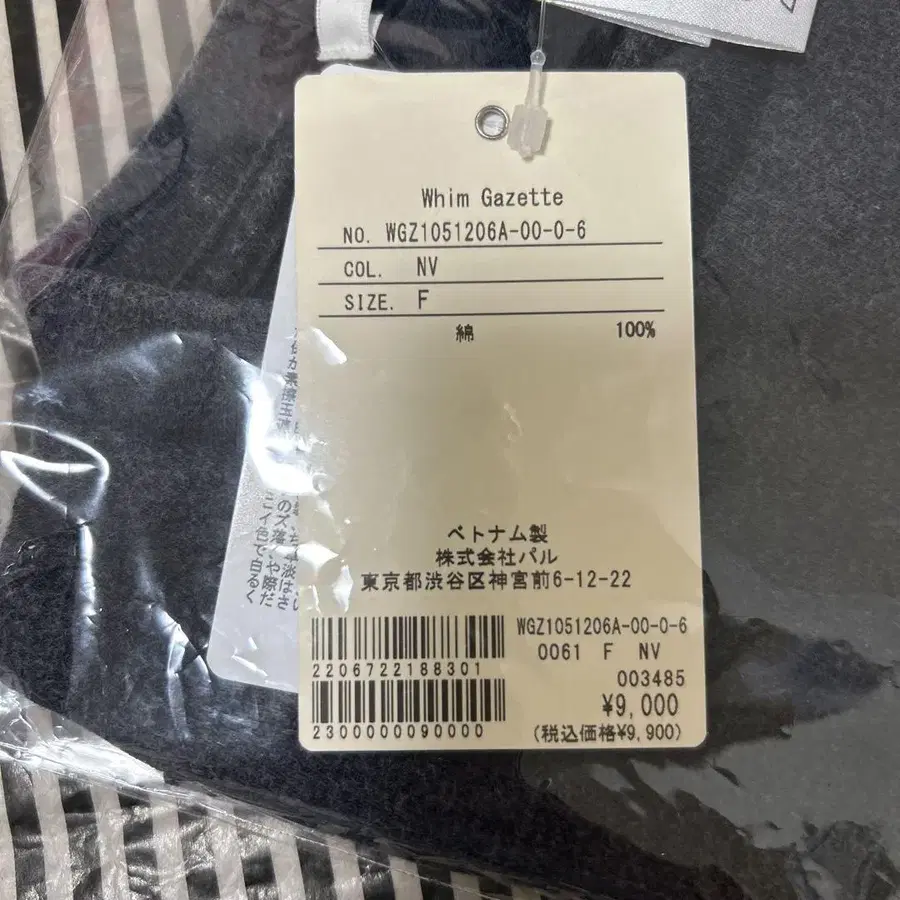 Whim Gazette
NO. WGZ1051206A-00-0-6
COL. NV
SIZE. F
綿 100%
ベトナム製
株式会社パル
東京都渋谷区神宮前6-12-22
WGZ1051206A-00-0-6
0061 F NV
2206722188301
003485
¥9,000
2300000090000
(税込価格¥9,900)